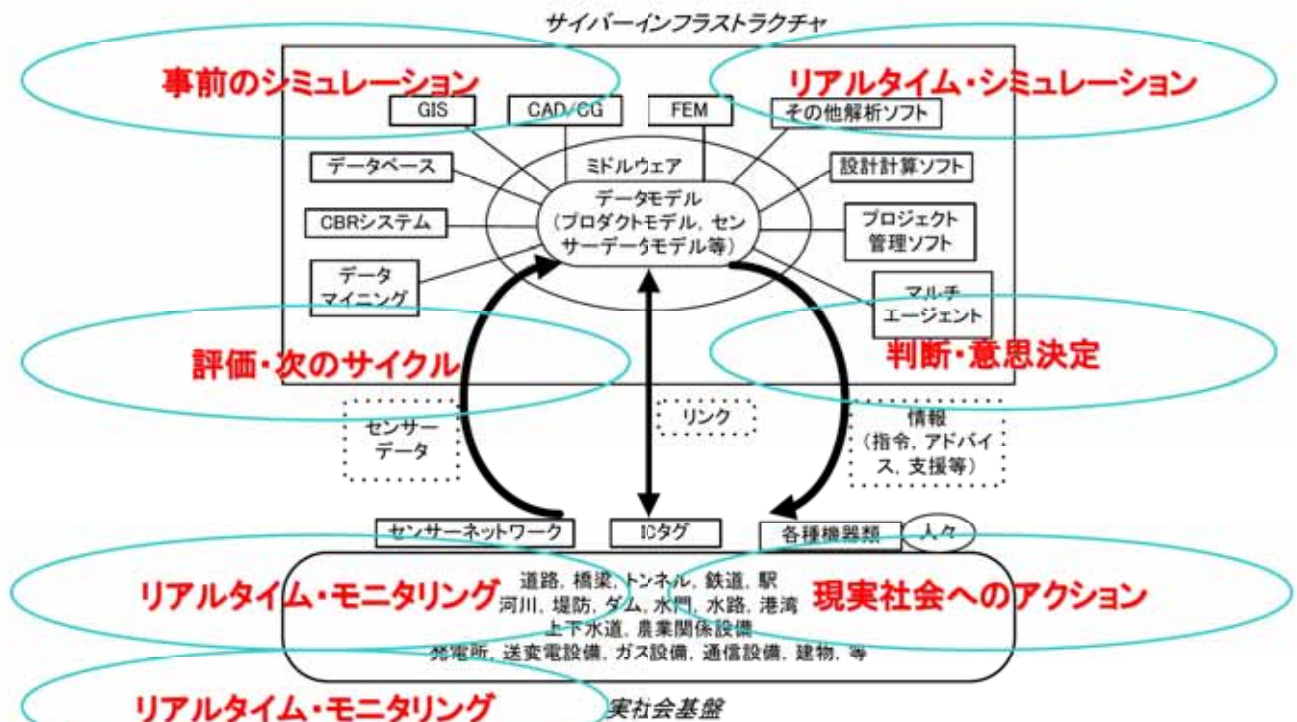 サイバーインフラストラクチャ
事前のシミュレーション
リアルタイム・シミュレーション
GIS
CAD/CG
FEM
その他解析ソフト
データベース
ミドルウェア
設計計算ソフト
データモデル
(プロダクトモデル, セン
サーデータモデル等)
CBRシステム
プロジェクト
管理ソフト
データ
マイニング
マルチ
エージェント
評価・次のサイクル
判断・意思決定
センサー
データ
リンク
情報
(指令, アドバイ
ス, 支援等)
センサーネットワーク
ICタグ
各種機器類
人々
リアルタイム・モニタリング
現実社会へのアクション
道路, 橋梁, トンネル, 鉄道, 駅
河川, 堤防, ダム, 水門, 水路, 港湾
上下水道, 農業関係設備
発電所, 送変電設備, ガス設備, 通信設備, 建物, 等
リアルタイム・モニタリング
実社会基盤